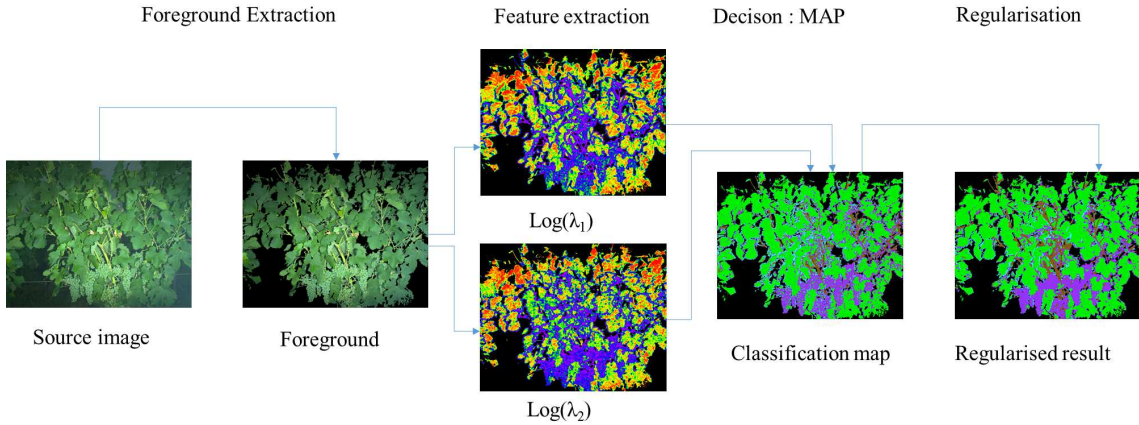 Foreground Extraction
Feature extraction
Decison : MAP
Regularisation
Log(λ₁)
Source image
Foreground
Classification map
Regularised result
Log(λ₂)